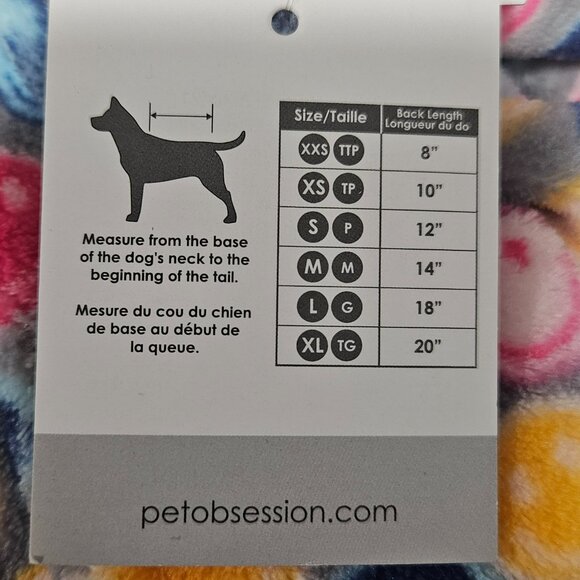 Size/Taille Back Length
Longueur du do
XXS TTP 8"
XS TP 10"
S P 12"
M M 14"
L G 18"
XL TG 20"
Measure from the base
of the dog's neck to the
beginning of the tail.
Mesure du cou du chien
de base au début de
la queue.
petobsession.com